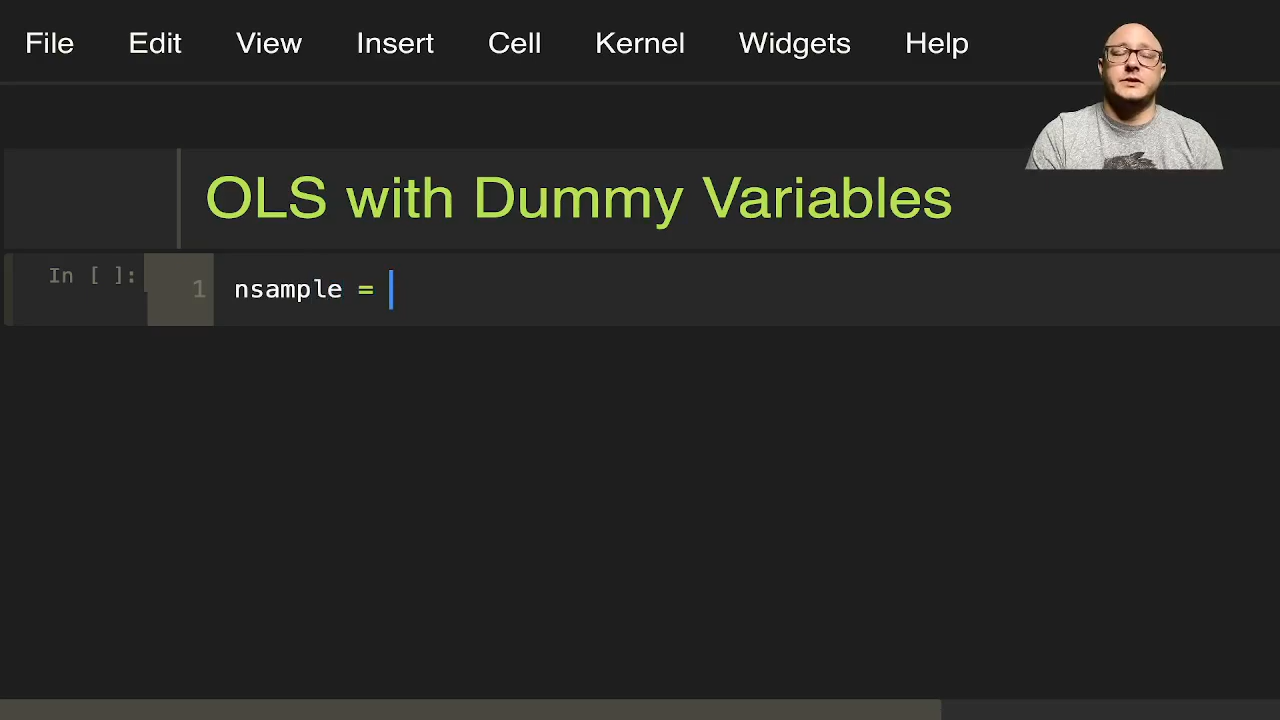 File Edit View Insert Cell Kernel Widgets Help
OLS with Dummy Variables
In [ ]:
1 nsample =